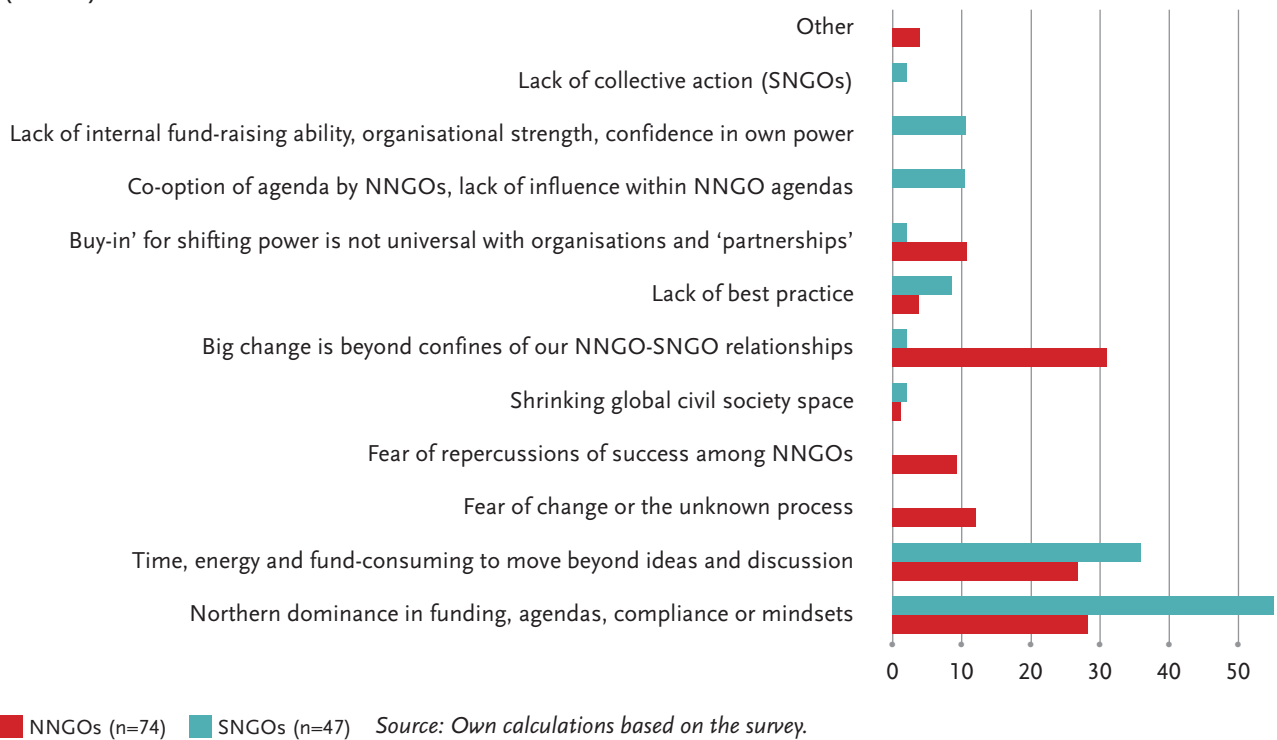 Other
Lack of collective action (SNGOs)
Lack of internal fund-raising ability, organisational strength, confidence in own power
Co-option of agenda by NNGOs, lack of influence within NNGO agendas
Buy-in’ for shifting power is not universal with organisations and ‘partnerships’
Lack of best practice
Big change is beyond confines of our NNGO-SNGO relationships
Shrinking global civil society space
Fear of repercussions of success among NNGOs
Fear of change or the unknown process
Time, energy and fund-consuming to move beyond ideas and discussion
Northern dominance in funding, agendas, compliance or mindsets
0 10 20 30 40 50
NNGOs (n=74) SNGOs (n=47) Source: Own calculations based on the survey.